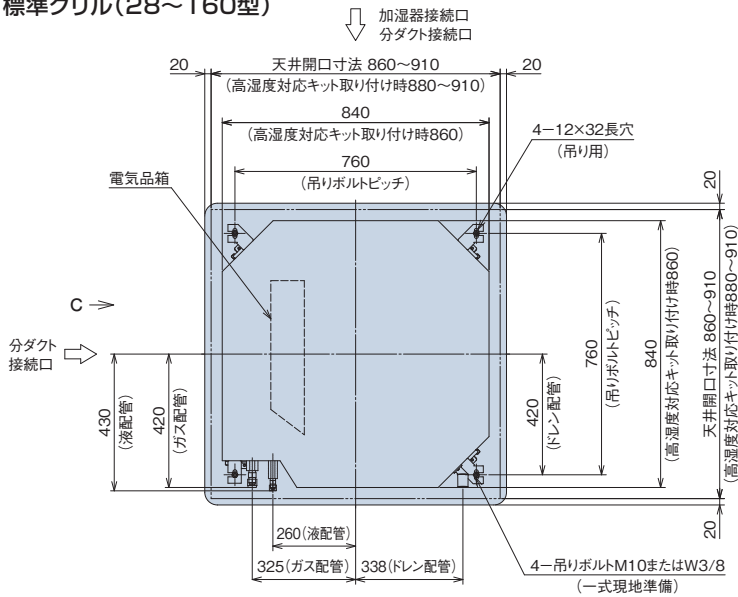 標準グリル(28～160型)
加湿器接続口
分ダクト接続口
20
天井開口寸法 860～910
20
(高湿度対応キット取り付け時880～910)
840
(高湿度対応キット取り付け時860)
4－12×32長穴
(吊り用)
760
(吊りボルトピッチ)
電気品箱
20
C
分ダクト
接続口
430
(液配管)
420
(ガス配管)
420
(ドレン配管)
760
(吊りボルトピッチ)
840
(高湿度対応キット取り付け時860)
天井開口寸法 860～910
(高湿度対応キット取り付け時880～910)
20
260(液配管)
325(ガス配管)
338(ドレン配管)
4－吊りボルトM10またはW3/8
(一式現地準備)